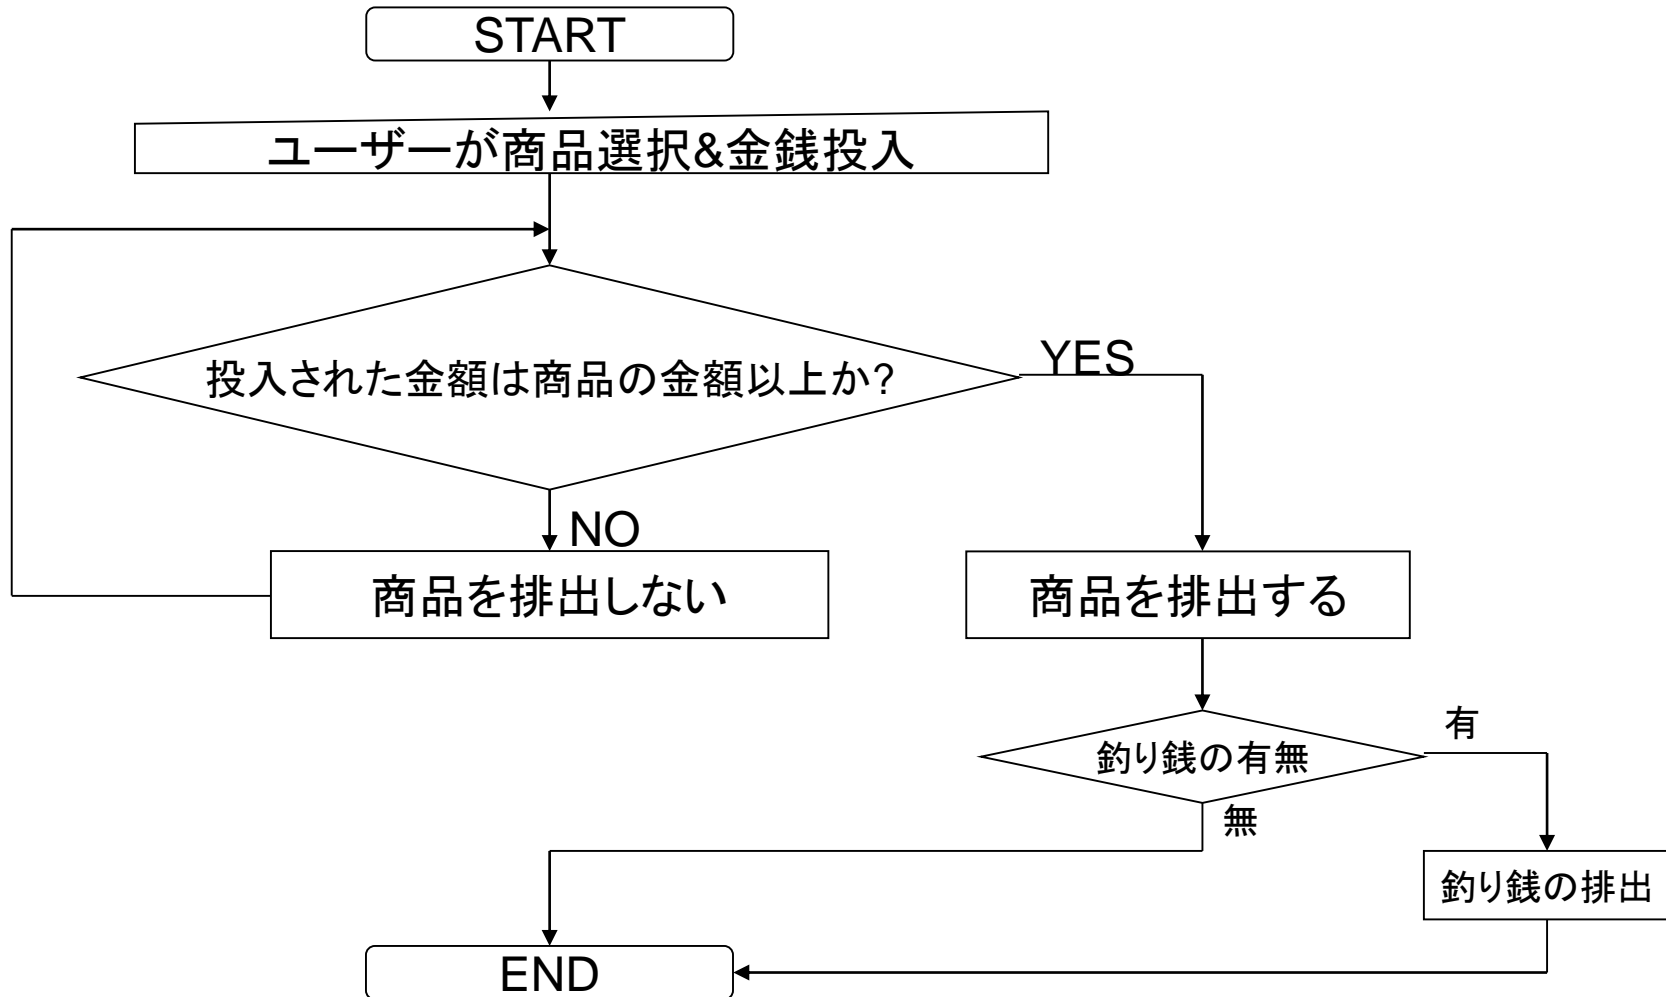 START
ユーザーが商品選択&金銭投入
投入された金額は商品の金額以上か?
YES
NO
商品を排出しない
商品を排出する
有
釣り銭の有無
無
釣り銭の排出
END